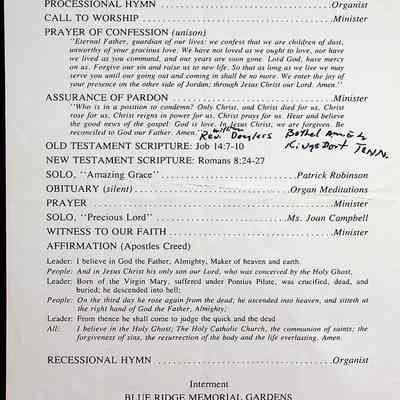 PROCESSIONAL HYMN ........ Organist
CALL TO WORSHIP ........ Minister
PRAYER OF CONFESSION (unison)
"Eternal Father, guardian of our lives: we confess that we are children of dust,
unworthy of your gracious love. We have not loved as we ought to love, nor have
we lived as you command, and our years are soon gone. Lord God, have mercy
on us. Forgive our sin and raise us to new life. So that as long as we live we may
serve you until our going out and coming in shall be no more. We enter the joy of
your presence on the other side of Jordan; through Jesus Christ our Lord. Amen."
ASSURANCE OF PARDON ........ Minister
"Who is in a position to condemn? Only Christ, and Christ died for us, Christ
rose for us, Christ reigns in power for us, Christ prays for us. Hear and believe
the good news of the gospel: God is love. In Jesus Christ, we are forgiven. Be
reconciled to God our Father. Amen."
Rev. Douglers Bethel AME
Kingsport TENN.
OLD TESTAMENT SCRIPTURE: Job 14:7-10
NEW TESTAMENT SCRIPTURE: Romans 8:24-27
SOLO, "Amazing Grace" ........ Patrick Robinson
OBITUARY (silent) ........ Organ Meditations
PRAYER ........ Minister
SOLO, "Precious Lord" ........ Ms. Joan Campbell
WITNESS TO OUR FAITH ........ Minister
AFFIRMATION (Apostles Creed)
Leader: I believe in God the Father, Almighty, Maker of heaven and earth.
People: And in Jesus Christ his only son our Lord, who was conceived by the Holy Ghost,
Leader: Born of the Virgin Mary, suffered under Pontius Pilate, was crucified, dead, and
buried; he descended into hell;
People: On the third day he rose again from the dead; he ascended into heaven, and sitteth at
the right hand of God the Father, Almighty;
Leader: From thence he shall come to judge the quick and the dead
All: I believe in the Holy Ghost; The Holy Catholic Church, the communion of saints; the
forgiveness of sins, the resurrection of the body and the life everlasting. Amen.
RECESSIONAL HYMN ........ Organist
Interment
BLUE RIDGE MEMORIAL GARDENS